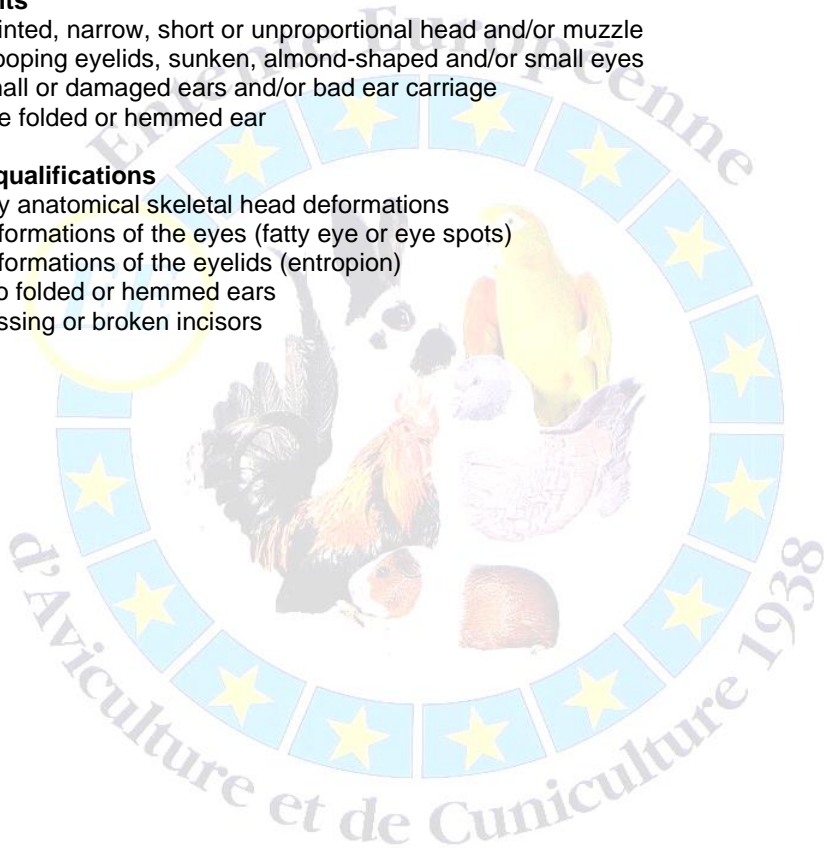 its
inted, narrow, short or unproportional head and/or muzzle
ooping eyelids, sunken, almond-shaped and/or small eyes
nall or damaged ears and/or bad ear carriage
e folded or hemmed ear
qualifications
y anatomical skeletal head deformations
formations of the eyes (fatty eye or eye spots)
formations of the eyelids (entropion)
o folded or hemmed ears
ssing or broken incisors
Entente Européenne
d'Aviculture et de Cuniculture 1938